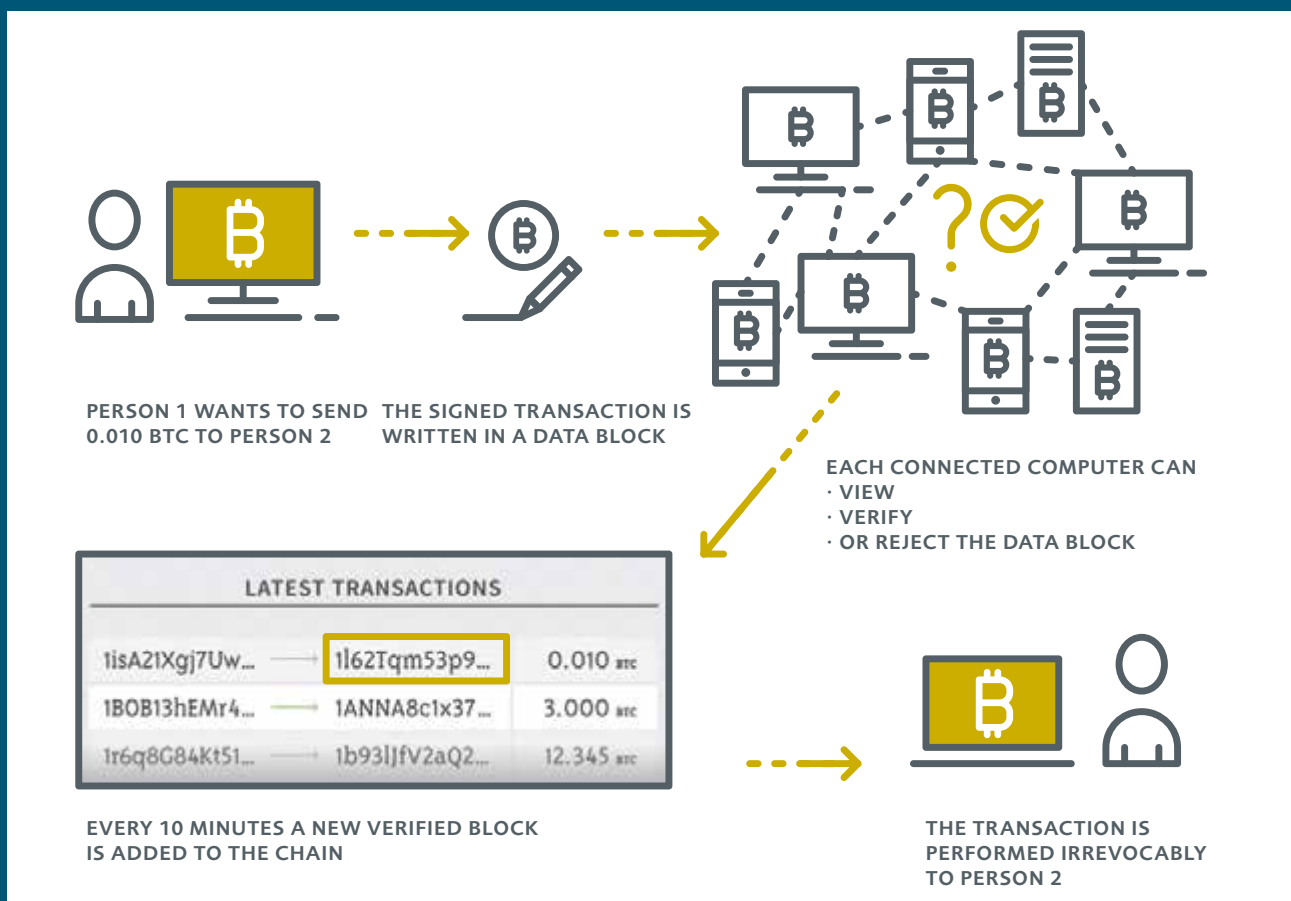 PERSON 1 WANTS TO SEND
0.010 BTC TO PERSON 2
THE SIGNED TRANSACTION IS
WRITTEN IN A DATA BLOCK
EACH CONNECTED COMPUTER CAN
· VIEW
· VERIFY
· OR REJECT THE DATA BLOCK
LATEST TRANSACTIONS
1isA21Xgj7Uw... → 1l62Tqm53p9... 0.010 BTC
1BOB13hEMr4... → 1ANNA8c1x37... 3.000 BTC
1r6q8G84Kt51... → 1b93lJfV2aQ2... 12.345 BTC
EVERY 10 MINUTES A NEW VERIFIED BLOCK
IS ADDED TO THE CHAIN
THE TRANSACTION IS
PERFORMED IRREVOCABLY
TO PERSON 2